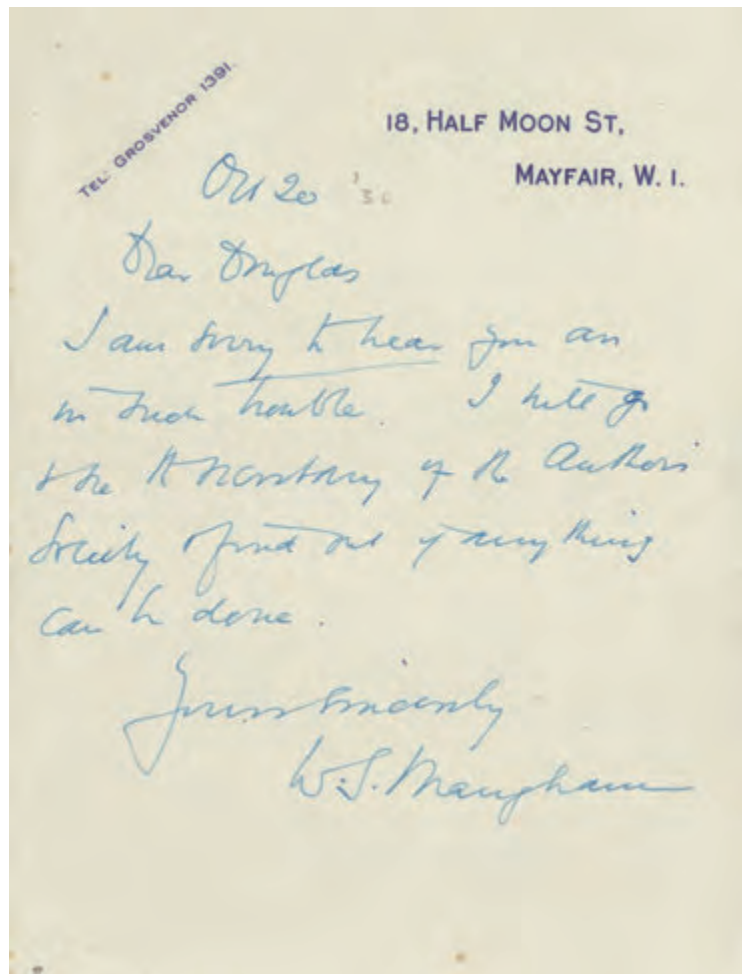 TEL: GROSVENOR 1391.
18, HALF MOON ST,
MAYFAIR, W. 1.
Oct 20
Dear Douglas
I am sorry to hear you are
in such trouble. I will go
& see the secretary of the Authors
Society & find out if anything
can be done.
Yours sincerely
W.S. Maugham